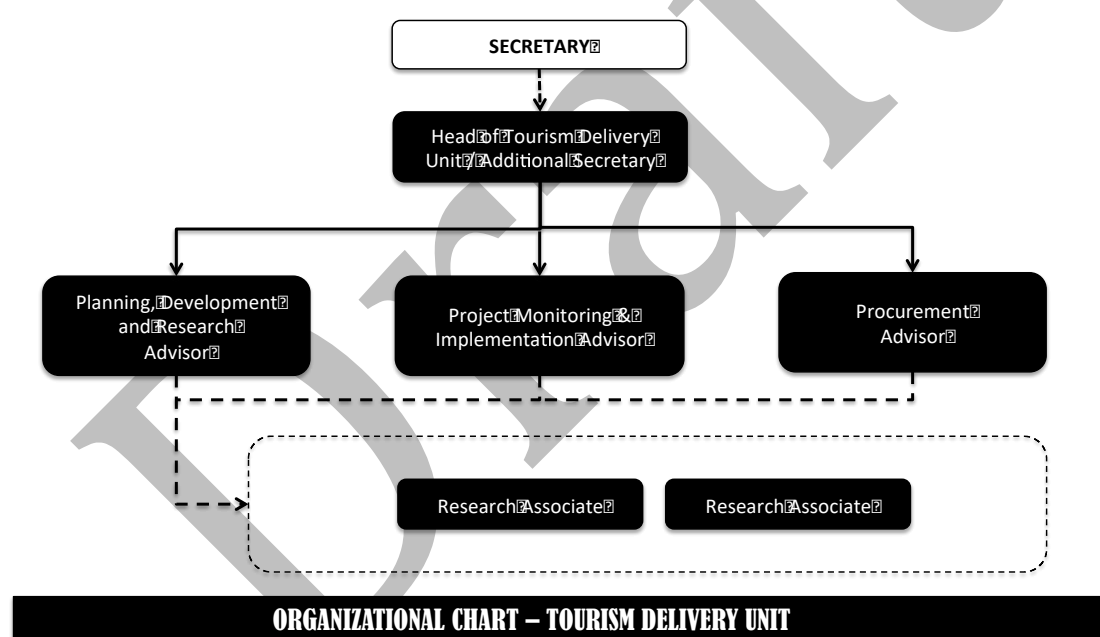 SECRETARY
Head of Tourism Delivery
Unit / Additional Secretary
Planning, Development
and Research
Advisor
Project Monitoring &
Implementation Advisor
Procurement
Advisor
Research Associate
Research Associate
ORGANIZATIONAL CHART – TOURISM DELIVERY UNIT
Draft